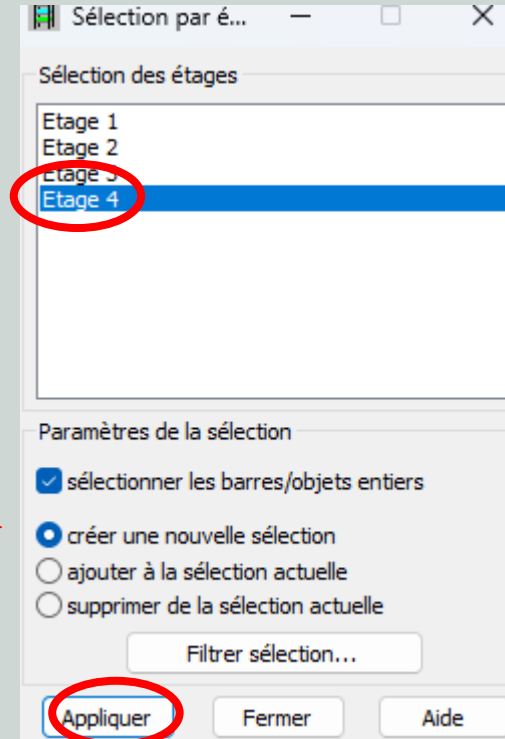 Sélection par é...
Sélection des étages
Etage 1
Etage 2
Etage 3
Etage 4
Paramètres de la sélection
sélectionner les barres/objets entiers
créer une nouvelle sélection
ajouter à la sélection actuelle
supprimer de la sélection actuelle
Filtrer sélection...
Appliquer Fermer Aide